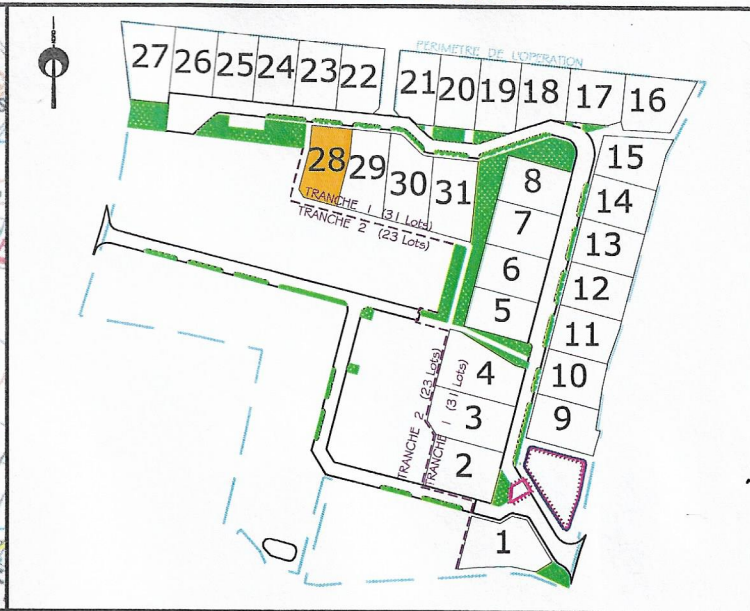 PERIMETRE DE L'OPERATION
27 26 25 24 23 22 21 20 19 18 17 16
28 29 30 31
15
8
14
7
13
6
12
5
11
4
10
3
9
2
1
TRANCHE 1 (31 Lots)
TRANCHE 2 (23 Lots)
TRANCHE 2 (23 Lots)
TRANCHE 1 (31 Lots)